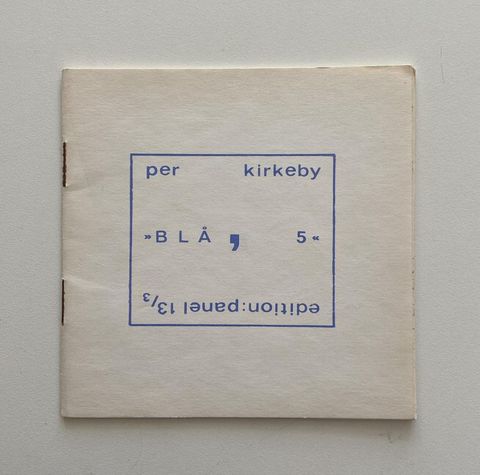 per kirkeby
»BLÅ, 5«
edition:panel 13/3